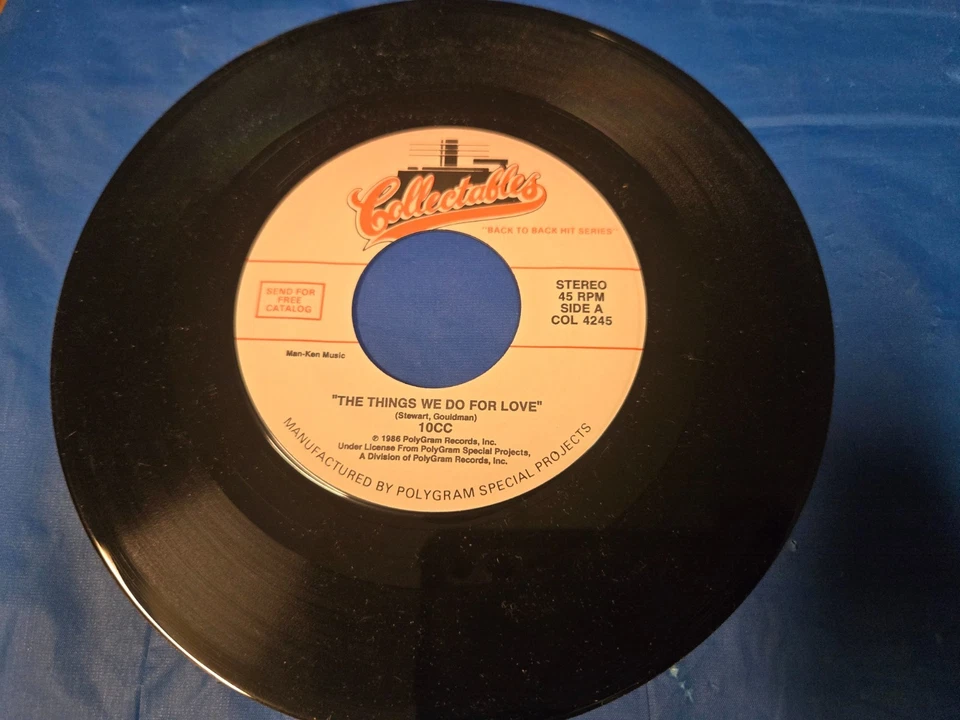 Collectables
"BACK TO BACK HIT SERIES"
SEND FOR
FREE
CATALOG
STEREO
45 RPM
SIDE A
COL 4245
Man-Ken Music
"THE THINGS WE DO FOR LOVE"
(Stewart, Gouldman)
10CC
℗ 1986 PolyGram Records, Inc.
Under License From PolyGram Special Projects,
A Division of PolyGram Records, Inc.
MANUFACTURED BY POLYGRAM SPECIAL PROJECTS